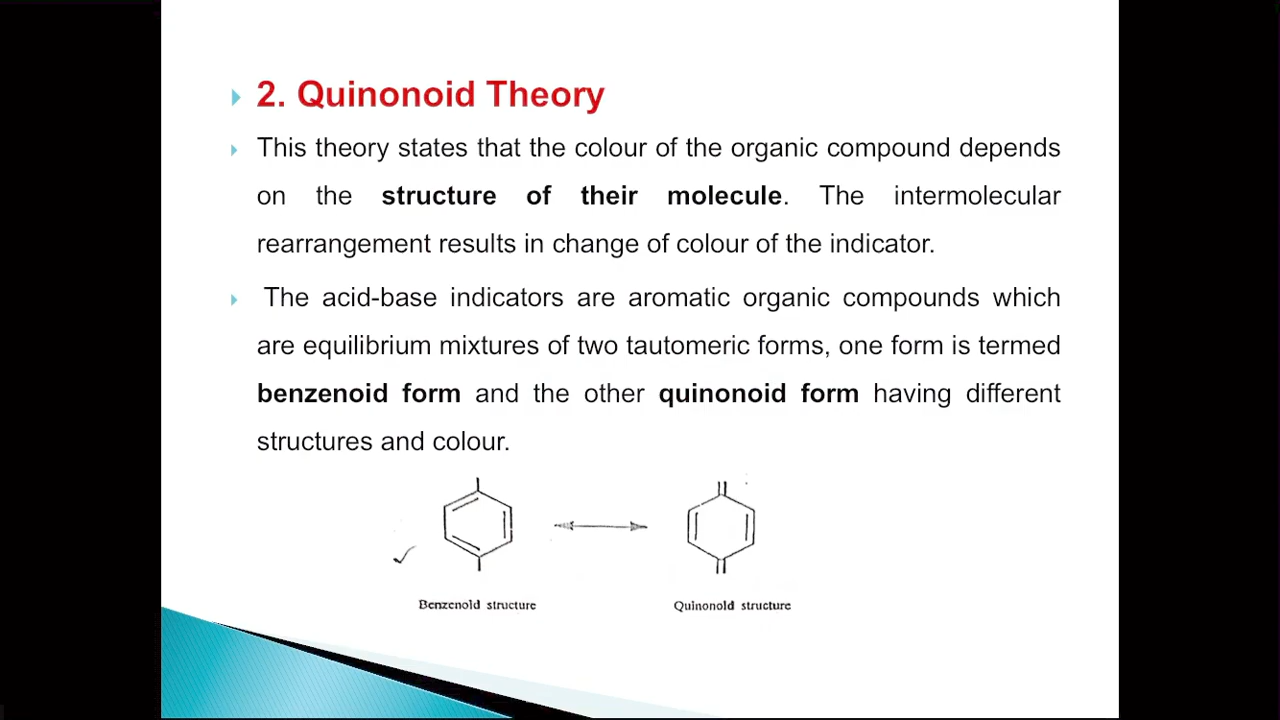 2. Quinonoid Theory
This theory states that the colour of the organic compound depends
on the structure of their molecule. The intermolecular
rearrangement results in change of colour of the indicator.
The acid-base indicators are aromatic organic compounds which
are equilibrium mixtures of two tautomeric forms, one form is termed
benzenoid form and the other quinonoid form having different
structures and colour.
Benzenoid structure
Quinonoid structure